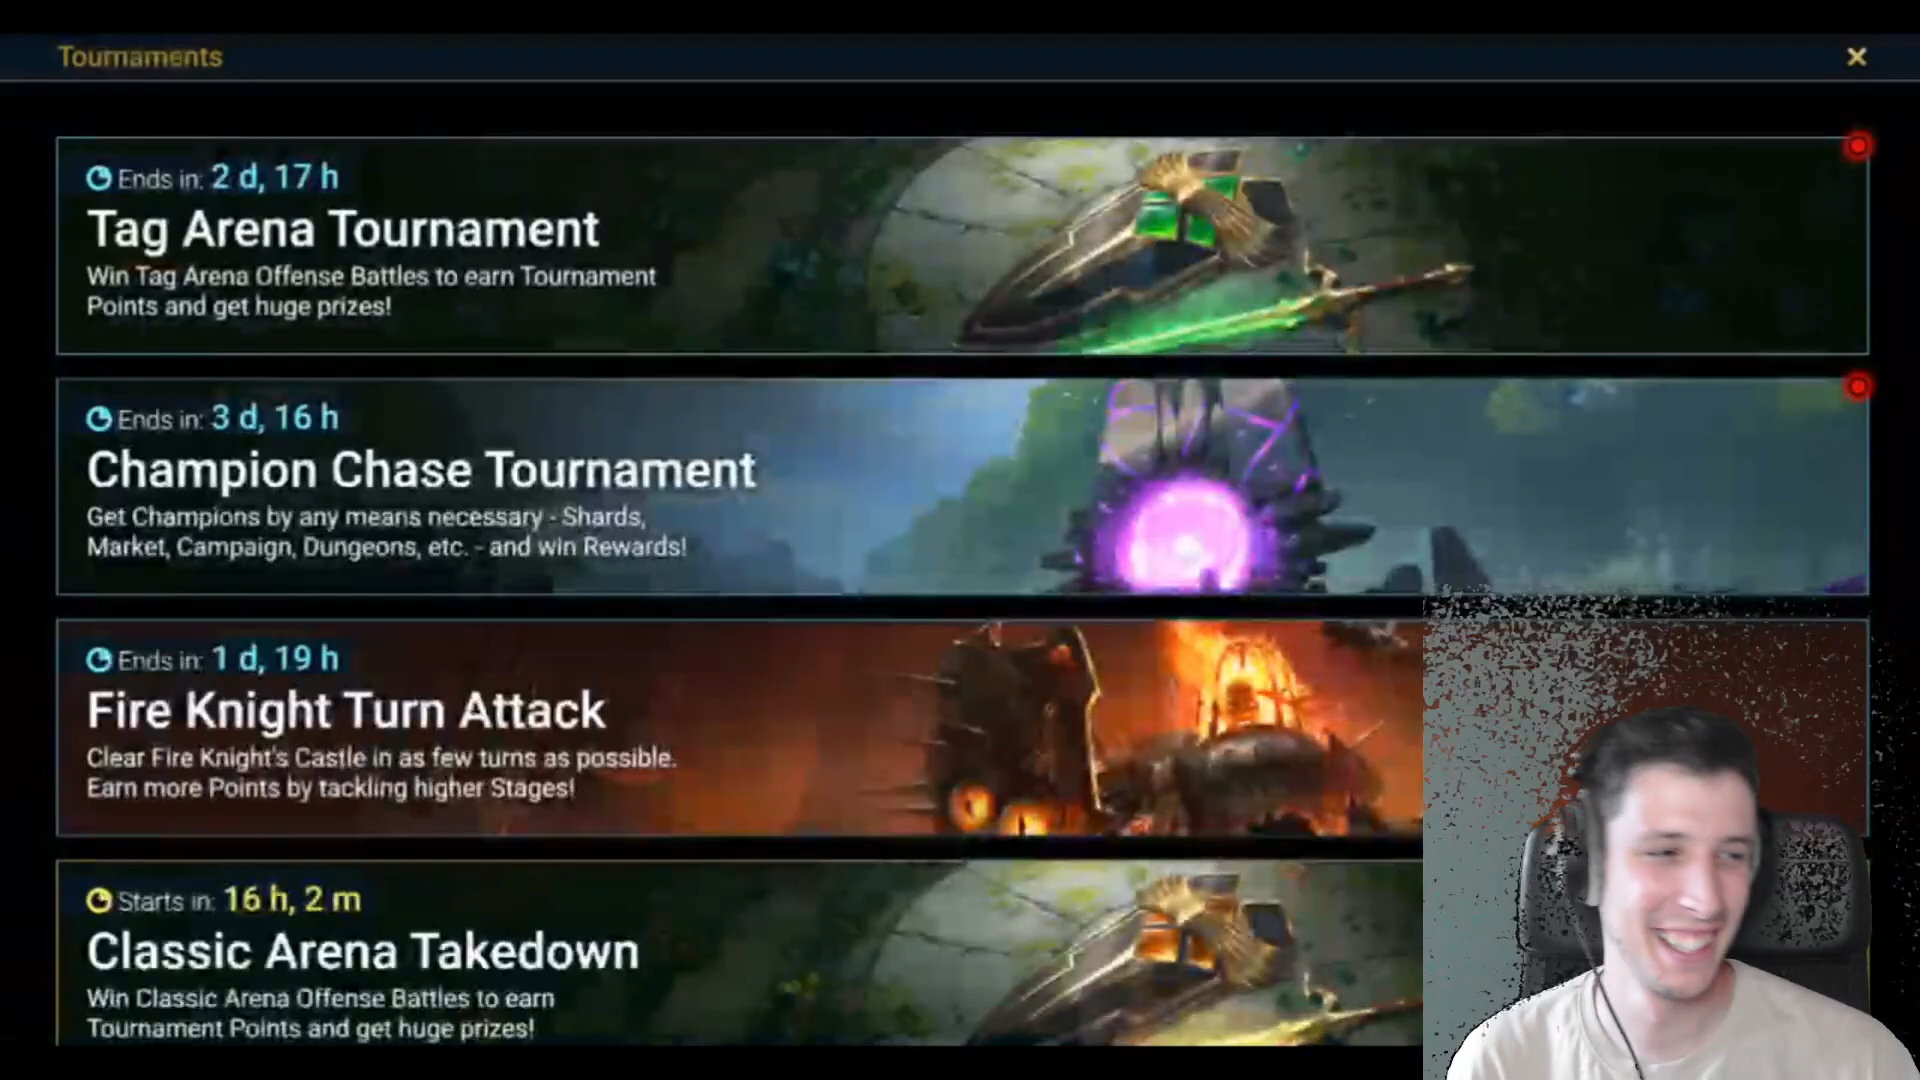 Tournaments
Ends in: 2 d, 17 h
Tag Arena Tournament
Win Tag Arena Offense Battles to earn Tournament
Points and get huge prizes!
Ends in: 3 d, 16 h
Champion Chase Tournament
Get Champions by any means necessary - Shards,
Market, Campaign, Dungeons, etc. - and win Rewards!
Ends in: 1 d, 19 h
Fire Knight Turn Attack
Clear Fire Knight's Castle in as few turns as possible.
Earn more Points by tackling higher Stages!
Starts in: 16 h, 2 m
Classic Arena Takedown
Win Classic Arena Offense Battles to earn
Tournament Points and get huge prizes!